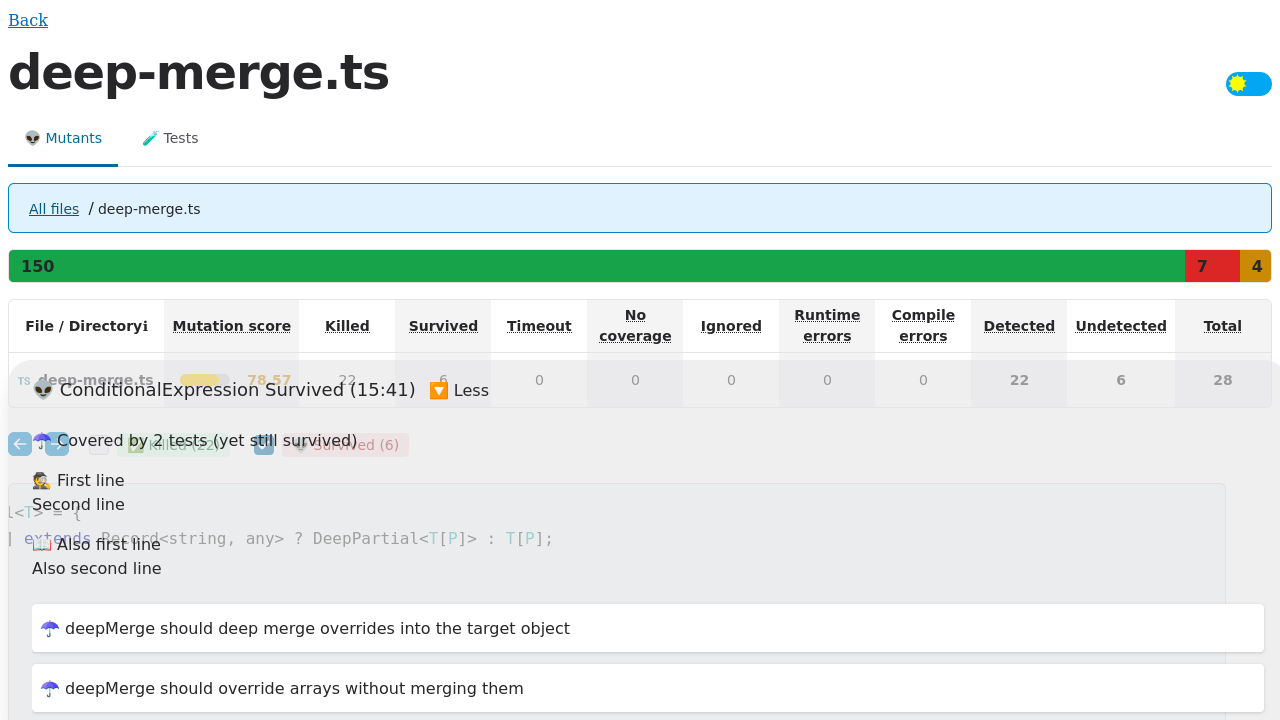 Back
deep-merge.ts
👽 Mutants
🧪 Tests
All files / deep-merge.ts
150 7 4
File / Directoryℹ Mutation score Killed Survived Timeout No coverage Ignored Runtime errors Compile errors Detected Undetected Total
TS deep-merge.ts 78.57 22 6 0 0 0 0 0 22 6 28
👽 ConditionalExpression Survived (15:41) 🔽 Less
☂️ Covered by 2 tests (yet still survived)
✅ Killed (22) 👽 Survived (6)
🕵️ First line
Second line
l<T> = {
] extends Record<string, any> ? DeepPartial<T[P]> : T[P];
📖 Also first line
Also second line
☂️ deepMerge should deep merge overrides into the target object
☂️ deepMerge should override arrays without merging them